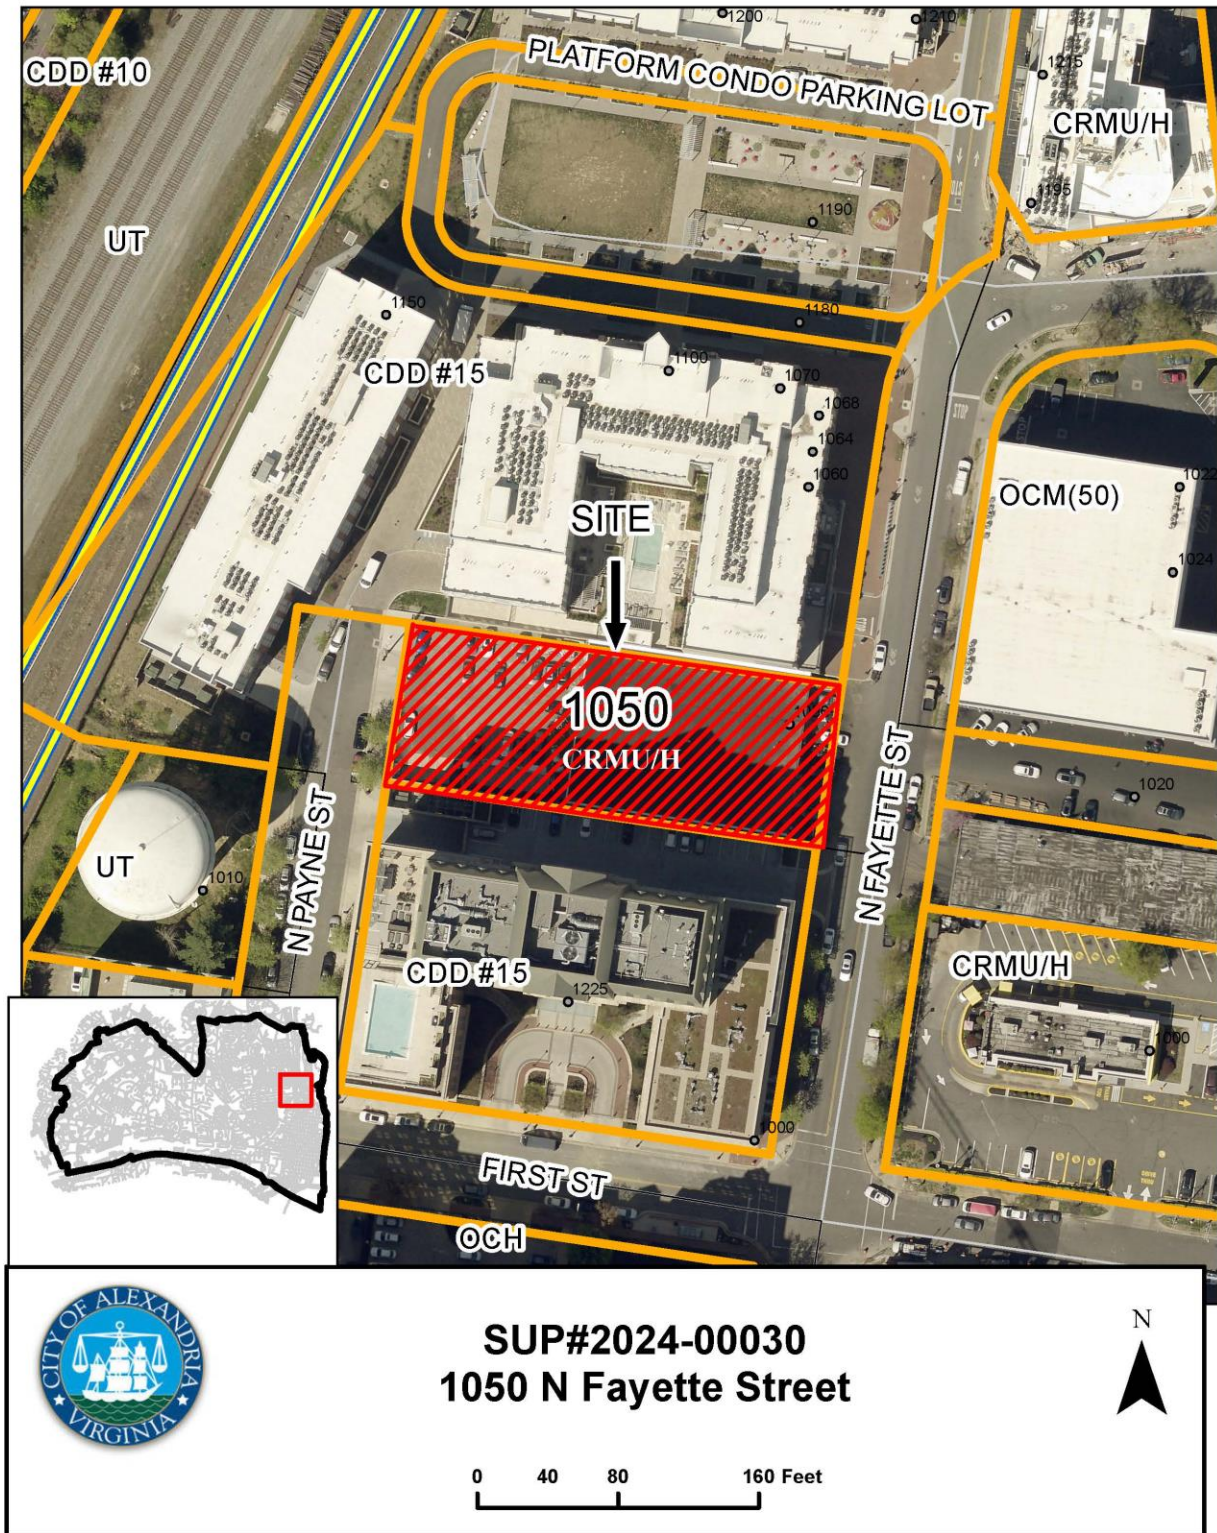 1200
1210
CDD #10
PLATFORM CONDO PARKING LOT
1215
CRMU/H
1195
1190
UT
1150
1180
CDD #15
1100
1070
1068
1064
1060
STOP
OCM(50)
1022
1024
SITE
1050
CRMU/H
N PAYNE ST
N FAYETTE ST
1020
UT
1010
CDD #15
1225
CRMU/H
1000
1000
FIRST ST
OCH
CITY OF ALEXANDRIA
VIRGINIA
SUP#2024-00030
1050 N Fayette Street
N
0 40 80 160 Feet